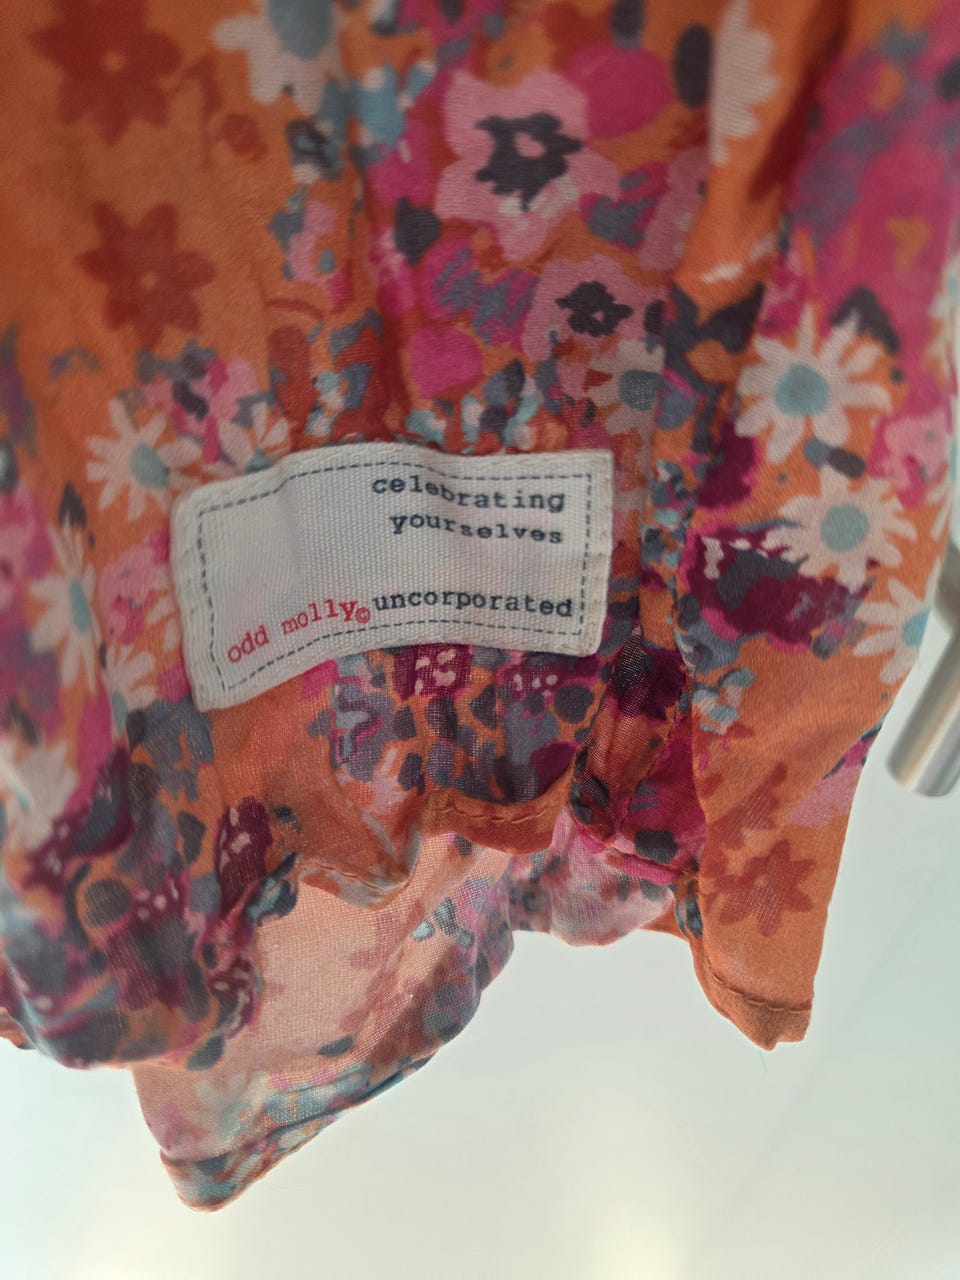 celebrating
yourselves
odd molly© uncorporated